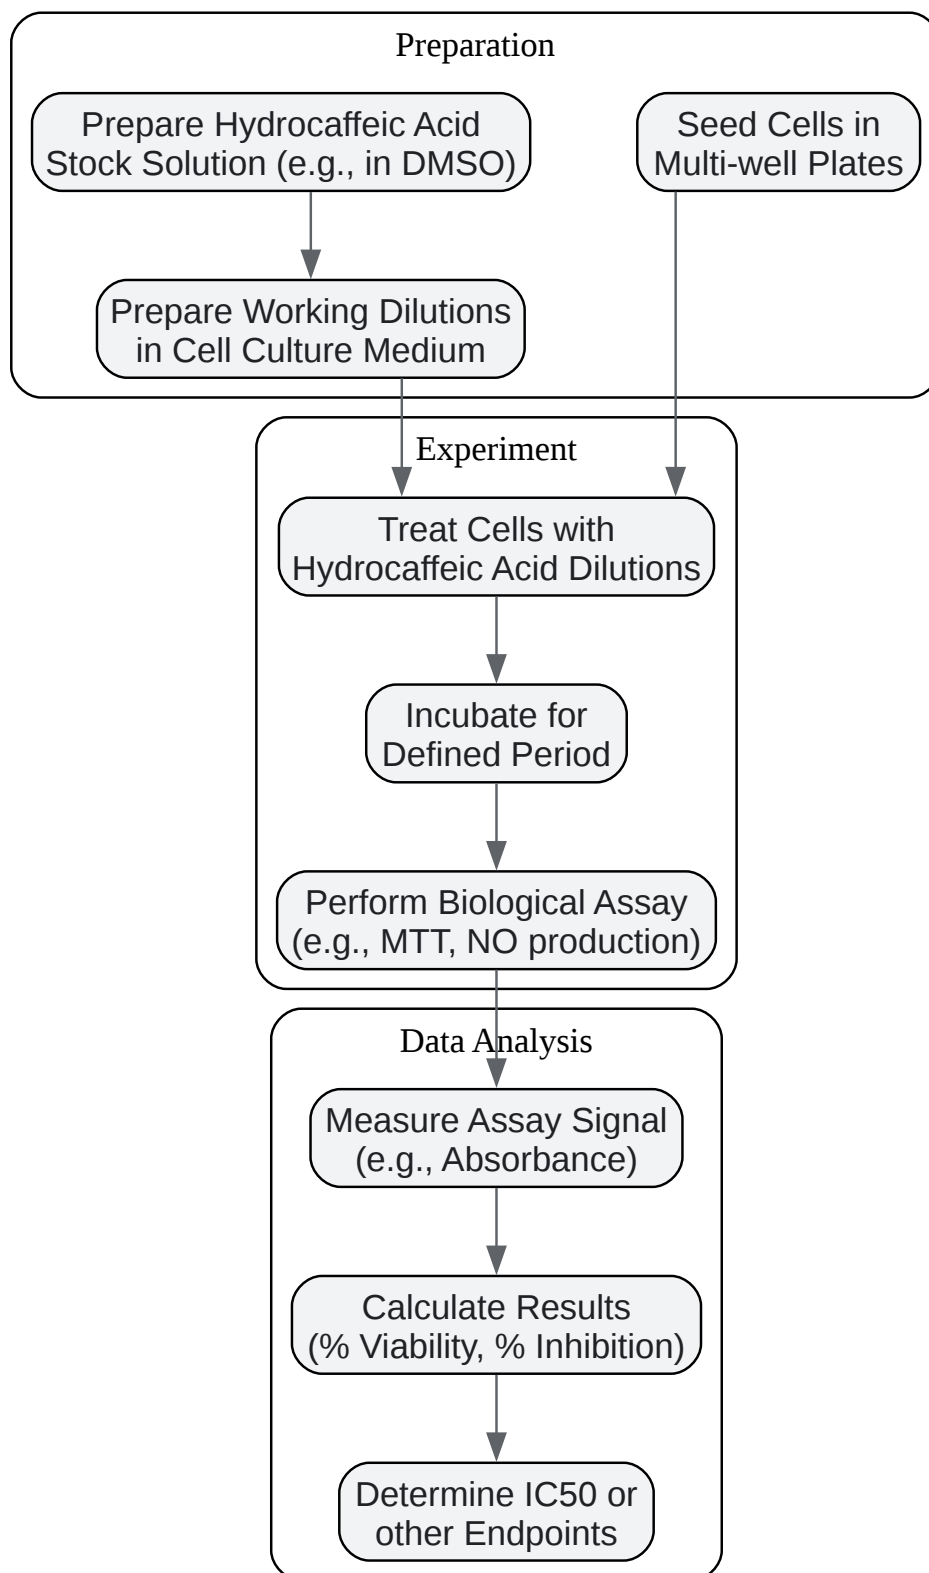 Preparation
Prepare Hydrocaffeic Acid
Stock Solution (e.g., in DMSO)
Seed Cells in
Multi-well Plates
Prepare Working Dilutions
in Cell Culture Medium
Experiment
Treat Cells with
Hydrocaffeic Acid Dilutions
Incubate for
Defined Period
Perform Biological Assay
(e.g., MTT, NO production)
Data Analysis
Measure Assay Signal
(e.g., Absorbance)
Calculate Results
(% Viability, % Inhibition)
Determine IC50 or
other Endpoints